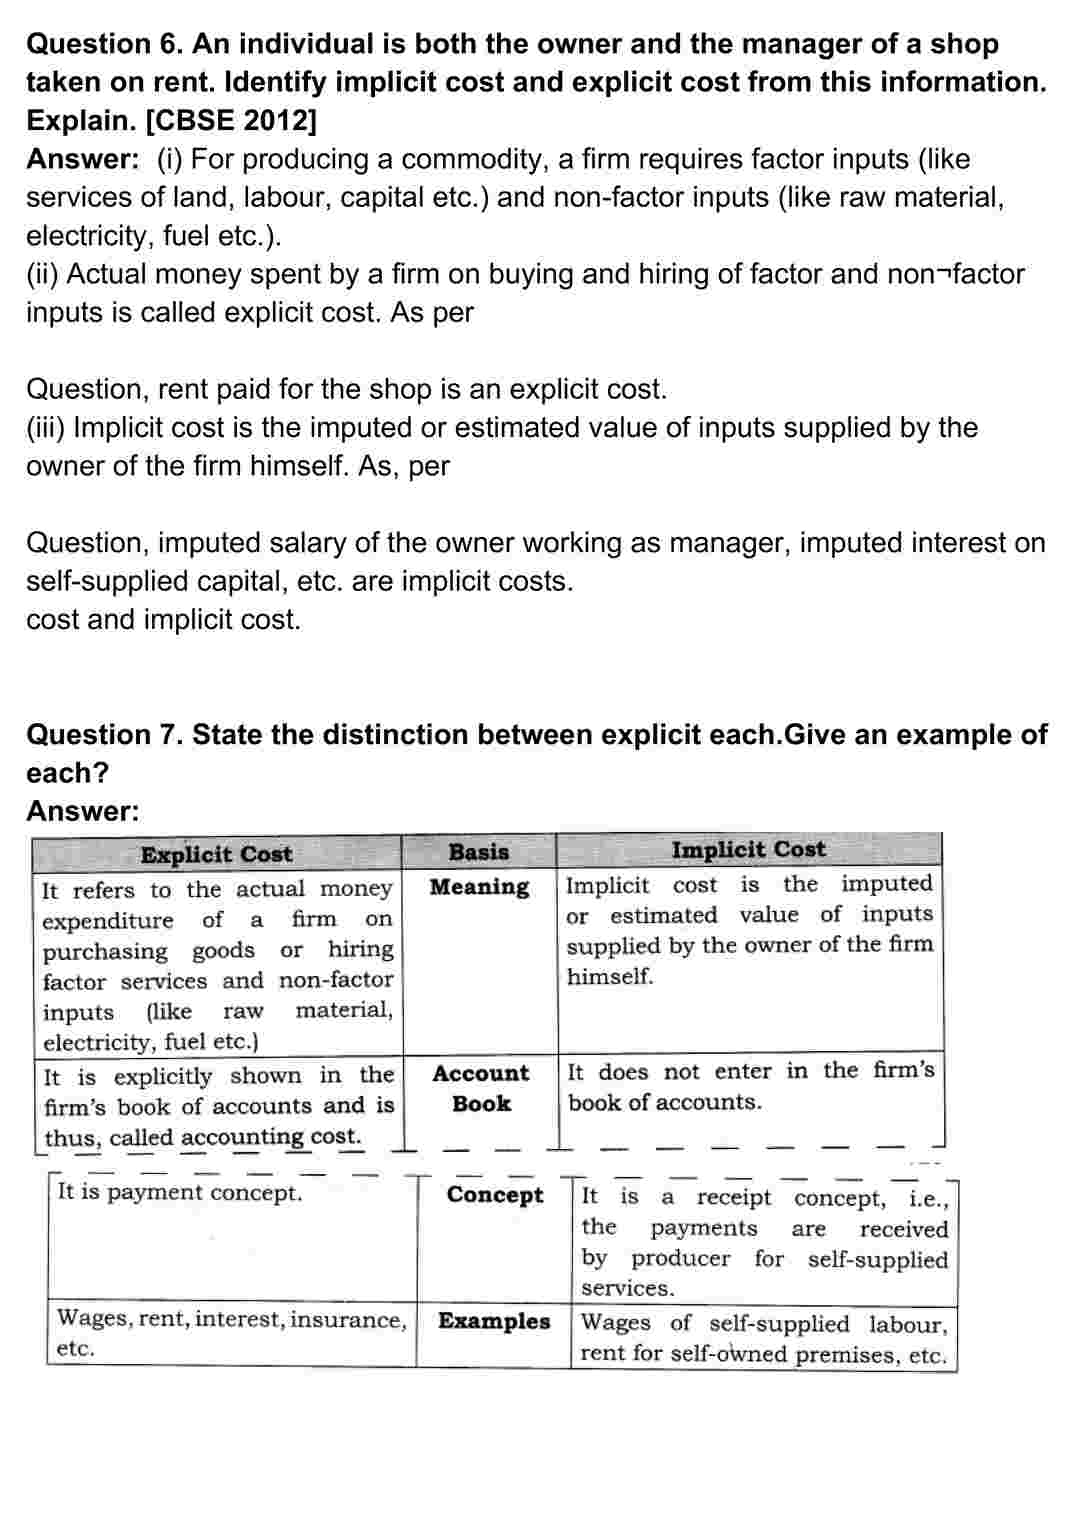 Question 6. An individual is both the owner and the manager of a shop
taken on rent. Identify implicit cost and explicit cost from this information.
Explain. [CBSE 2012]
Answer:  (i) For producing a commodity, a firm requires factor inputs (like
services of land, labour, capital etc.) and non-factor inputs (like raw material,
electricity, fuel etc.).
(ii) Actual money spent by a firm on buying and hiring of factor and non¬factor
inputs is called explicit cost. As per
Question, rent paid for the shop is an explicit cost.
(iii) Implicit cost is the imputed or estimated value of inputs supplied by the
owner of the firm himself. As, per
Question, imputed salary of the owner working as manager, imputed interest on
self-supplied capital, etc. are implicit costs.
cost and implicit cost.
Question 7. State the distinction between explicit each.Give an example of
each?
Answer:
Explicit Cost
Basis
Implicit Cost
It refers to the actual money
expenditure of a firm on
purchasing goods or hiring
factor services and non-factor
inputs (like raw material,
electricity, fuel etc.)
Meaning
Implicit cost is the imputed
or estimated value of inputs
supplied by the owner of the firm
himself.
It is explicitly shown in the
firm's book of accounts and is
thus, called accounting cost.
Account
Book
It does not enter in the firm's
book of accounts.
It is payment concept.
Concept
It is a receipt concept, i.e.,
the payments are received
by producer for self-supplied
services.
Wages, rent, interest, insurance,
etc.
Examples
Wages of self-supplied labour,
rent for self-owned premises, etc.